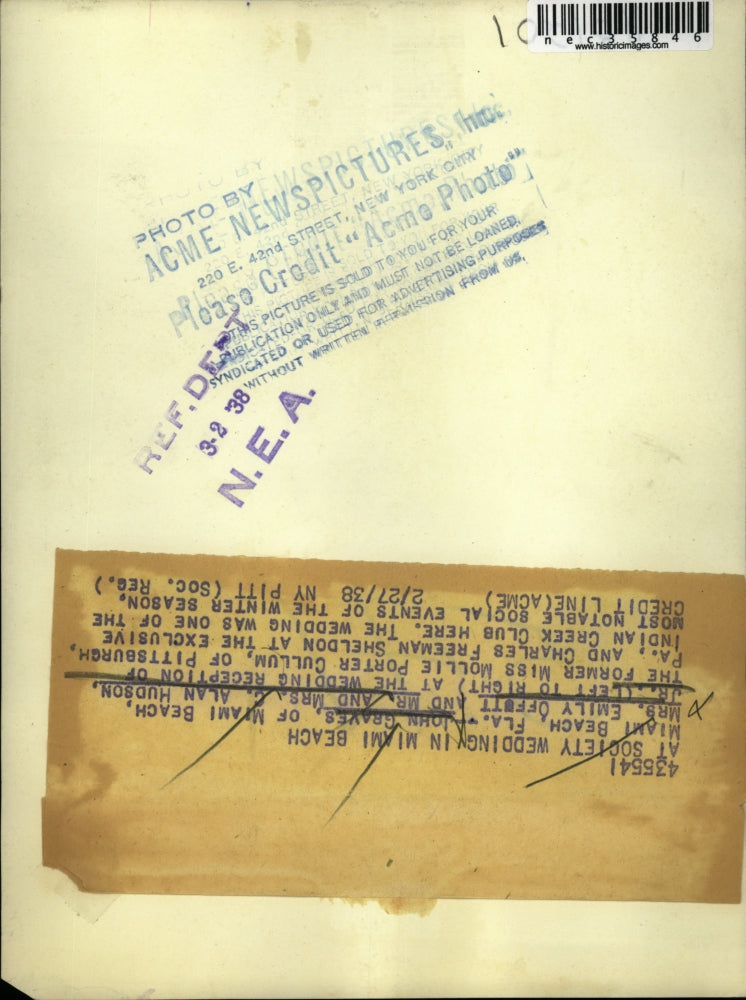 10
nec35846
www.historicimages.com
PHOTO BY
ACME NEWSPICTURES, Inc.
220 E. 42nd STREET, NEW YORK CITY
Please Credit "Acme Photo"
THIS PICTURE IS SOLD TO YOU FOR YOUR
PUBLICATION ONLY AND MUST NOT BE LOANED,
SYNDICATED OR USED FOR ADVERTISING PURPOSES
WITHOUT WRITTEN PERMISSION FROM US.
REF. DEPT
3-2 '38
N.E.A.
435541
AT SOCIETY WEDDING IN MIAMI BEACH
MIAMI BEACH, FLA.--JOHN GRAVES, OF MIAMI BEACH,
MRS. EMILY OFFUTT AND MR AND MRS. C. ALAN HUDSON,
JR. (LEFT TO RIGHT) AT THE WEDDING RECEPTION OF
THE FORMER MISS MOLLIE PORTER CULLUM, OF PITTSBURGH,
PA., AND CHARLES FREEMAN SHELDON AT THE EXCLUSIVE
INDIAN CREEK CLUB HERE. THE WEDDING WAS ONE OF THE
MOST NOTABLE SOCIAL EVENTS OF THE WINTER SEASON.
CREDIT LINE(ACME) 2/27/38 NY PITT (SOC. REG.)